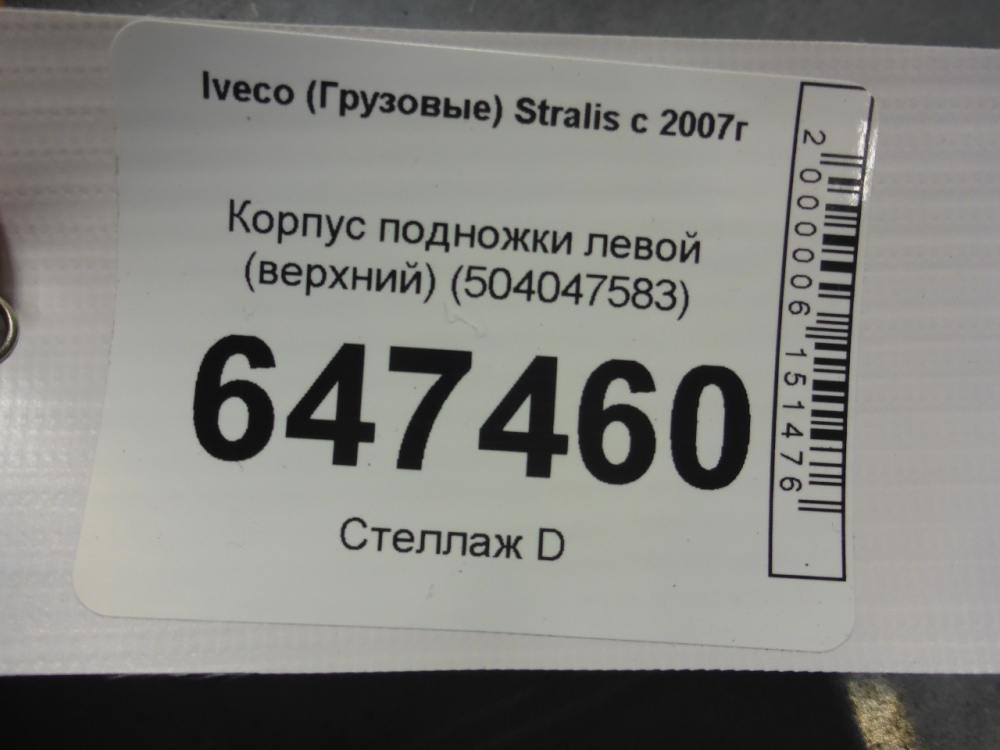 Iveco (Грузовые) Stralis с 2007г
Корпус подножки левой
(верхний) (504047583)
647460
Стеллаж D
2000006151476